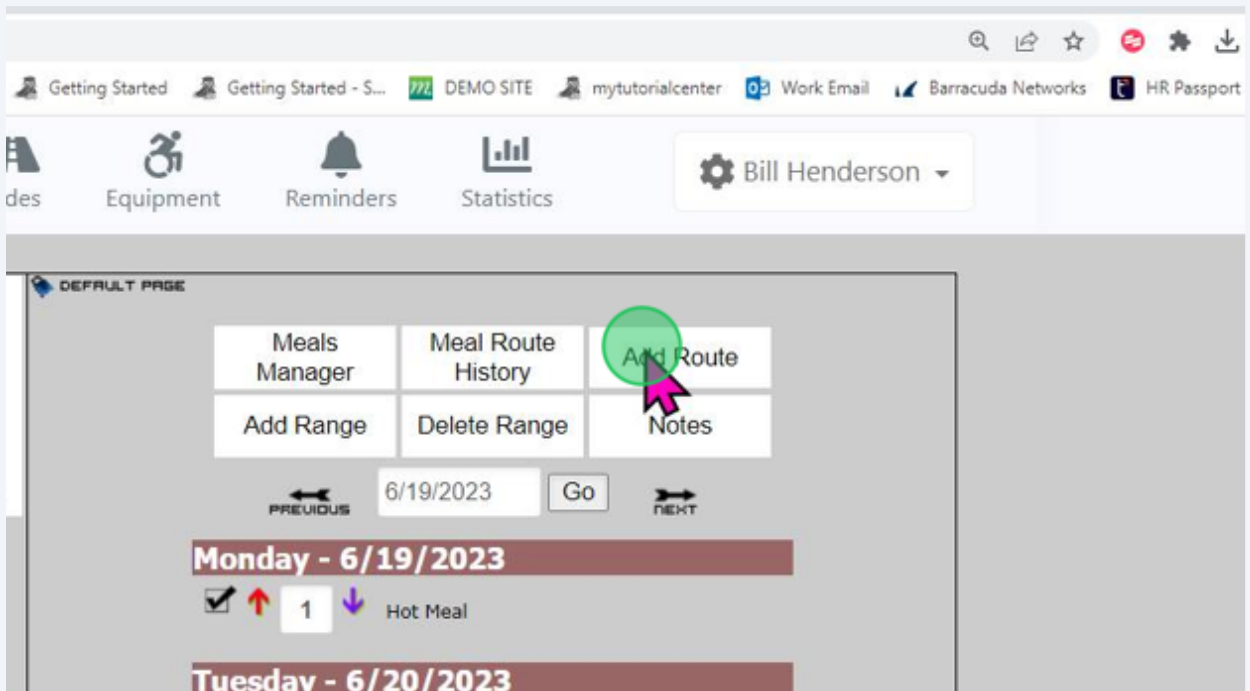 Getting Started Getting Started - S... DEMO SITE mytutorialcenter Work Email Barracuda Networks HR Passport
des Equipment Reminders Statistics Bill Henderson
DEFAULT PAGE
Meals Manager Meal Route History Add Route
Add Range Delete Range Notes
PREVIOUS 6/19/2023 Go NEXT
Monday - 6/19/2023
1 Hot Meal
Tuesday - 6/20/2023